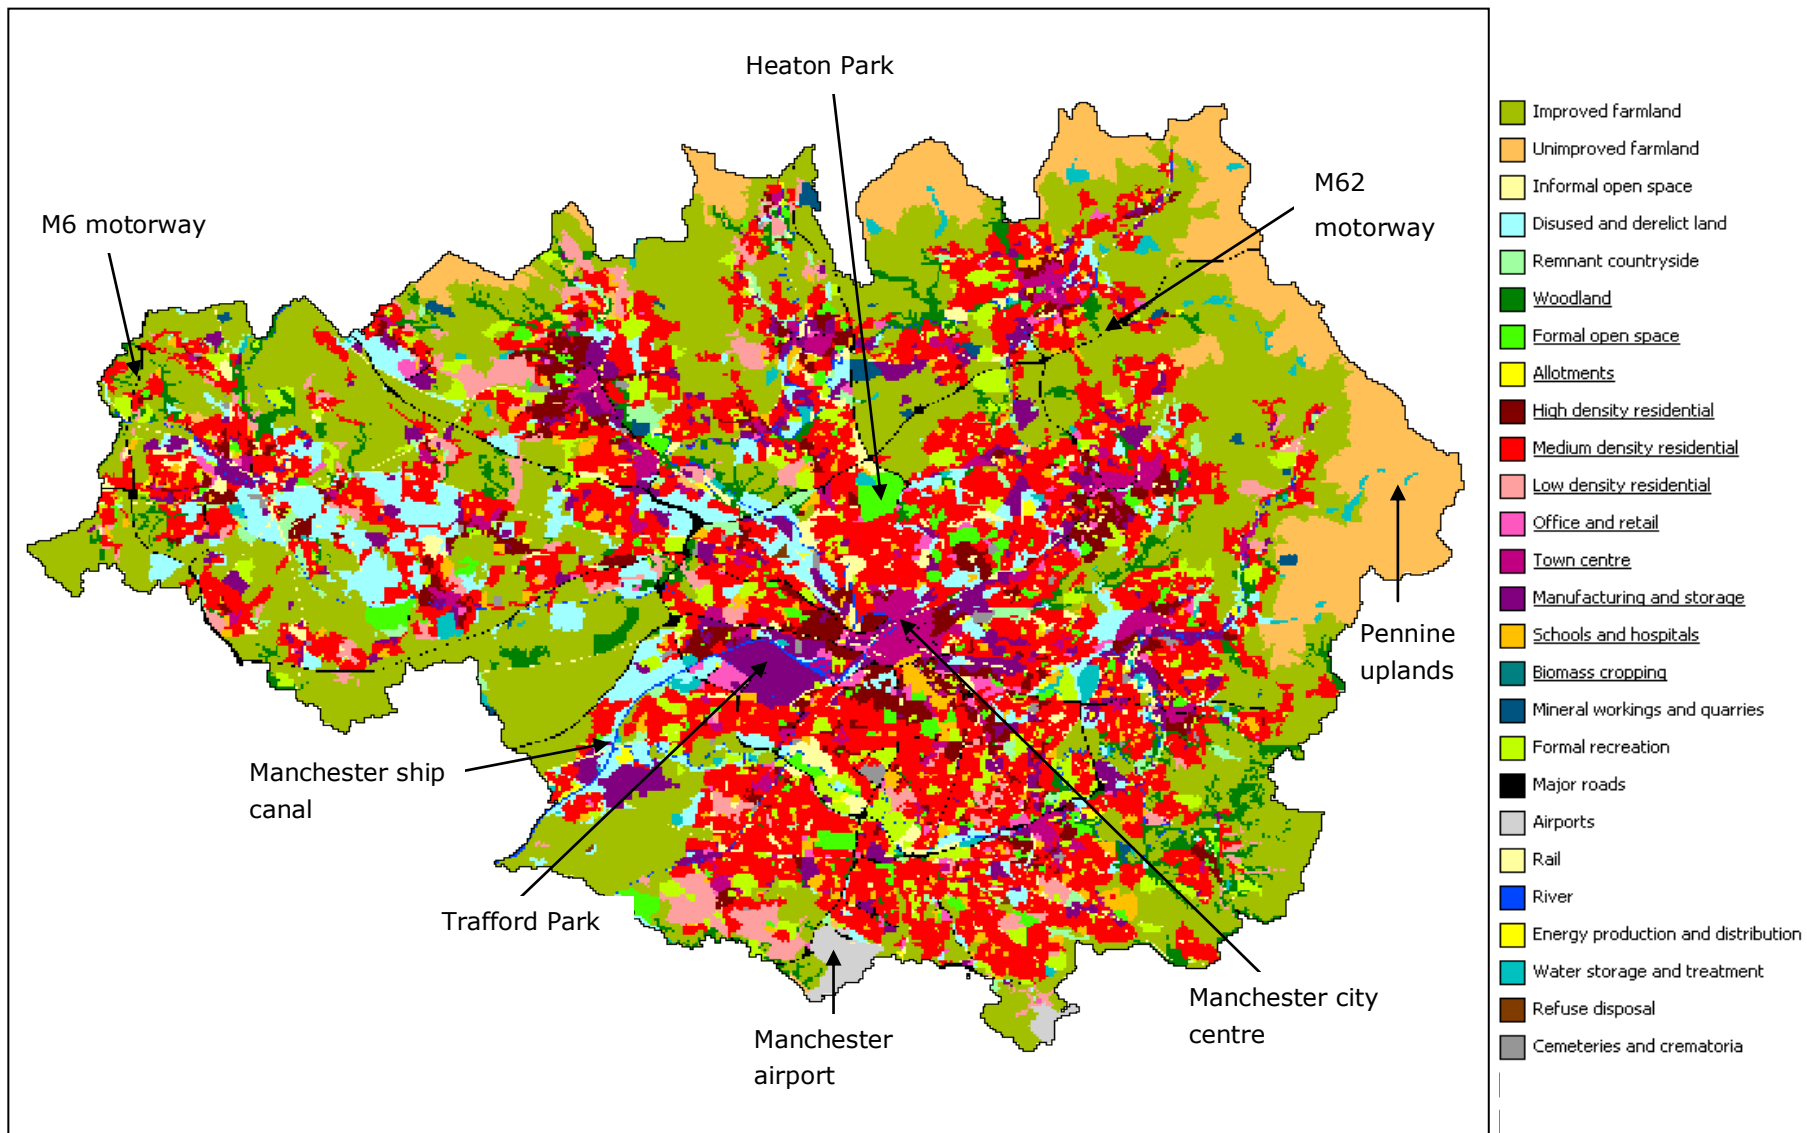 Heaton Park
M62
motorway
M6 motorway
Pennine
uplands
Manchester ship
canal
Trafford Park
Manchester city
centre
Manchester
airport
Improved farmland
Unimproved farmland
Informal open space
Disused and derelict land
Remnant countryside
Woodland
Formal open space
Allotments
High density residential
Medium density residential
Low density residential
Office and retail
Town centre
Manufacturing and storage
Schools and hospitals
Biomass cropping
Mineral workings and quarries
Formal recreation
Major roads
Airports
Rail
River
Energy production and distribution
Water storage and treatment
Refuse disposal
Cemeteries and crematoria